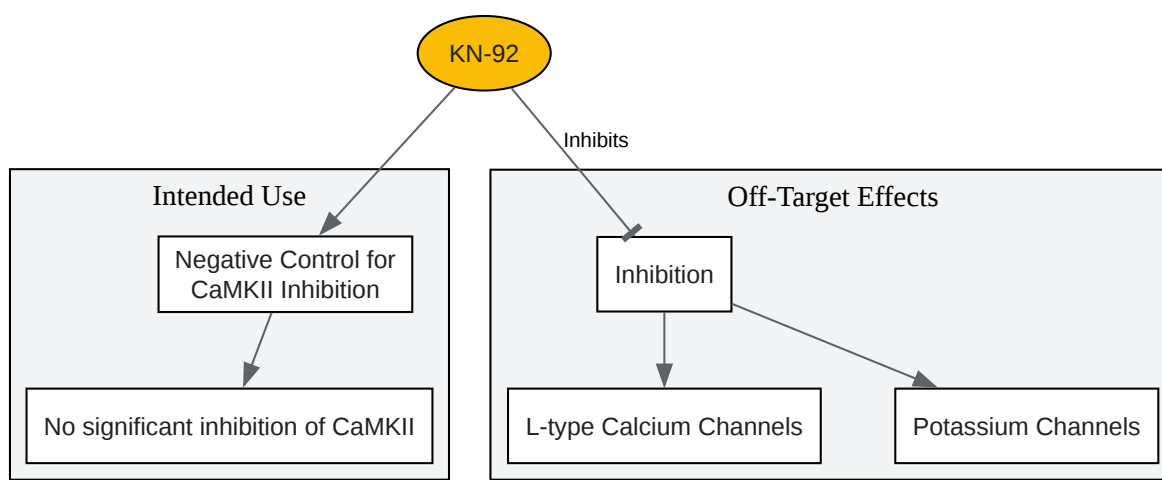 KN-92
Inhibits
Intended Use
Off-Target Effects
Negative Control for
CaMKII Inhibition
Inhibition
No significant inhibition of CaMKII
L-type Calcium Channels
Potassium Channels